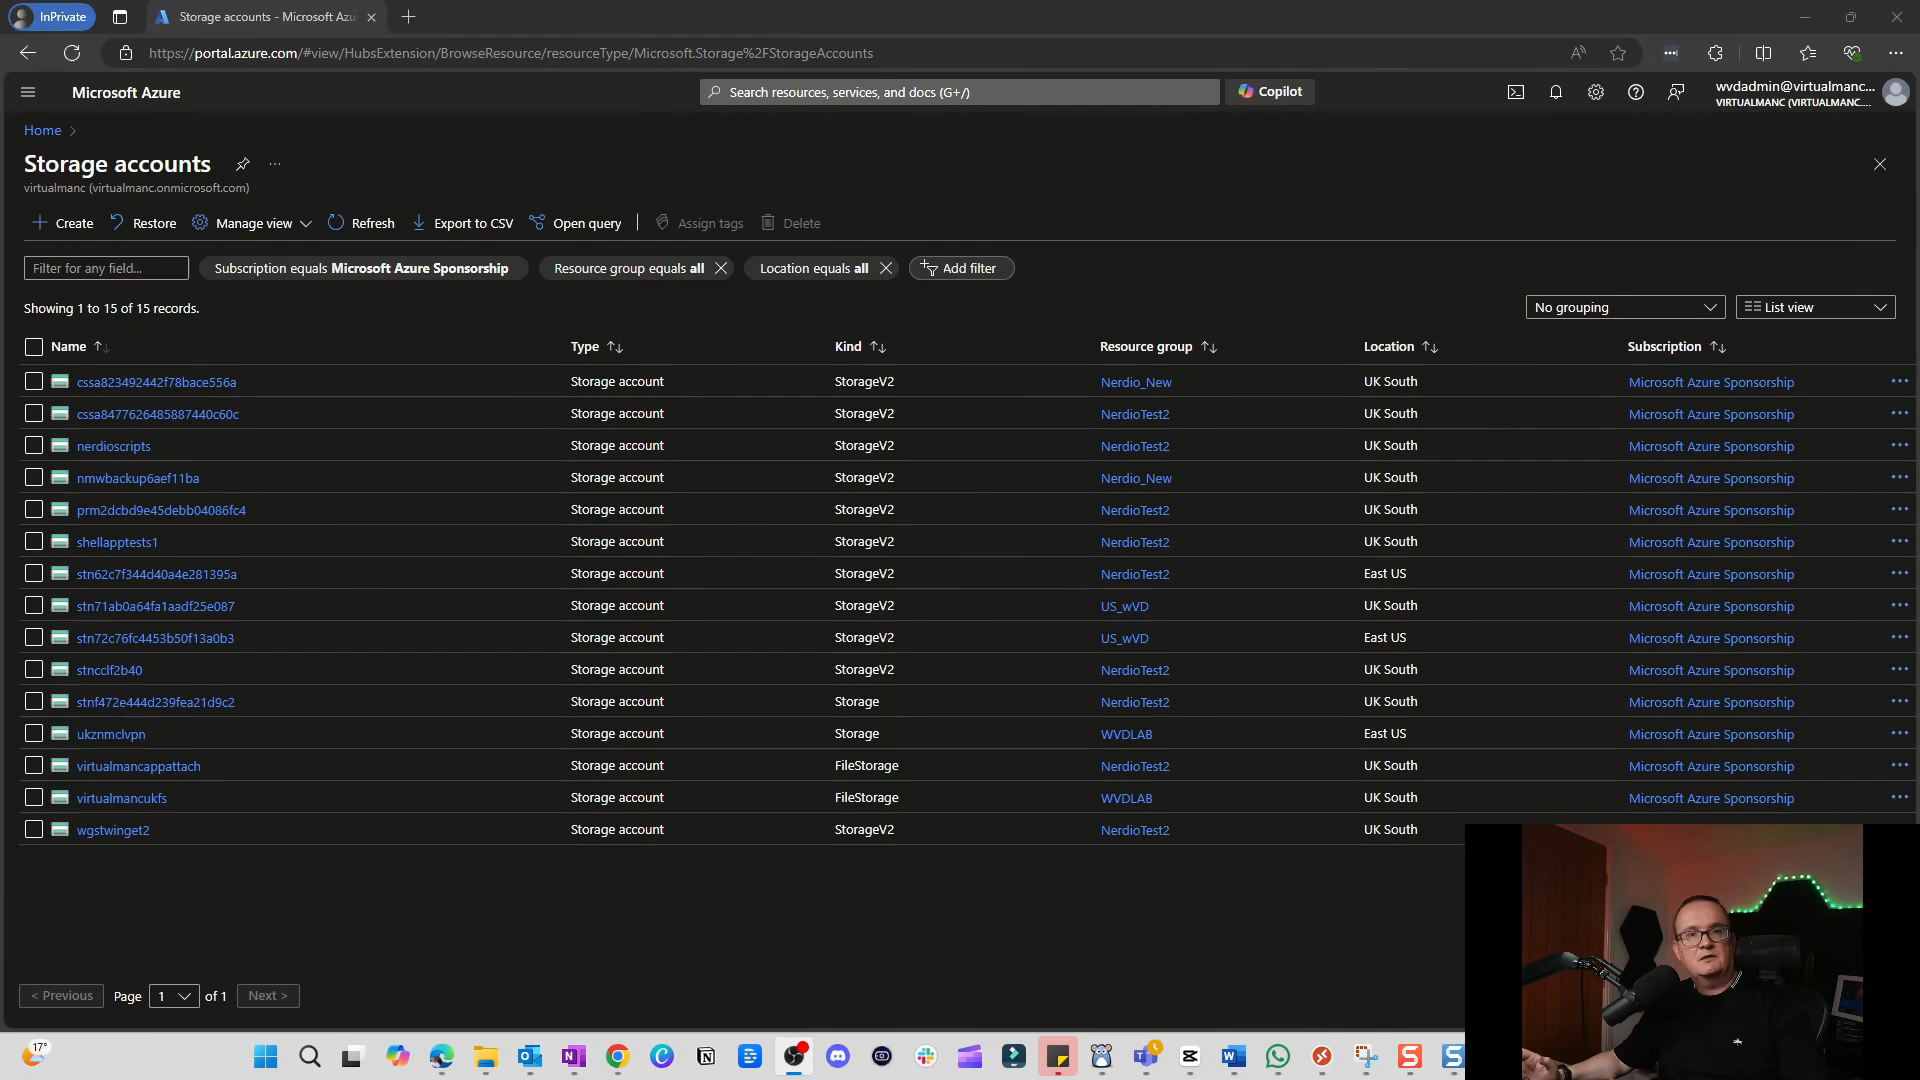 InPrivate
Storage accounts - Microsoft Azu
https://portal.azure.com/#view/HubsExtension/BrowseResource/resourceType/Microsoft.Storage%2FStorageAccounts
Microsoft Azure
Search resources, services, and docs (G+/)
Copilot
wvdadmin@virtualmanc...
VIRTUALMANC (VIRTUALMANC....
Home
Storage accounts
virtualmanc (virtualmanc.onmicrosoft.com)
Create Restore Manage view Refresh Export to CSV Open query Assign tags Delete
Filter for any field... Subscription equals Microsoft Azure Sponsorship Resource group equals all Location equals all Add filter
Showing 1 to 15 of 15 records. No grouping List view
Name Type Kind Resource group Location Subscription
cssa823492442f78bace556a Storage account StorageV2 Nerdio_New UK South Microsoft Azure Sponsorship
cssa8477626485887440c60c Storage account StorageV2 NerdioTest2 UK South Microsoft Azure Sponsorship
nerdioscripts Storage account StorageV2 NerdioTest2 UK South Microsoft Azure Sponsorship
nmwbackup6aef11ba Storage account StorageV2 Nerdio_New UK South Microsoft Azure Sponsorship
prm2dcbd9e45debb04086fc4 Storage account StorageV2 NerdioTest2 UK South Microsoft Azure Sponsorship
shellapptests1 Storage account StorageV2 NerdioTest2 UK South Microsoft Azure Sponsorship
stn62c7f344d40a4e281395a Storage account StorageV2 NerdioTest2 East US Microsoft Azure Sponsorship
stn71ab0a64fa1aadf25e087 Storage account StorageV2 US_wVD UK South Microsoft Azure Sponsorship
stn72c76fc4453b50f13a0b3 Storage account StorageV2 US_wVD East US Microsoft Azure Sponsorship
stncclf2b40 Storage account StorageV2 NerdioTest2 UK South Microsoft Azure Sponsorship
stnf472e444d239fea21d9c2 Storage account Storage NerdioTest2 UK South Microsoft Azure Sponsorship
ukznmclvpn Storage account Storage WVDLAB East US Microsoft Azure Sponsorship
virtualmancappattach Storage account FileStorage NerdioTest2 UK South Microsoft Azure Sponsorship
virtualmancukfs Storage account FileStorage WVDLAB UK South Microsoft Azure Sponsorship
wgstwinget2 Storage account StorageV2 NerdioTest2 UK South
< Previous Page 1 of 1 Next >
17°